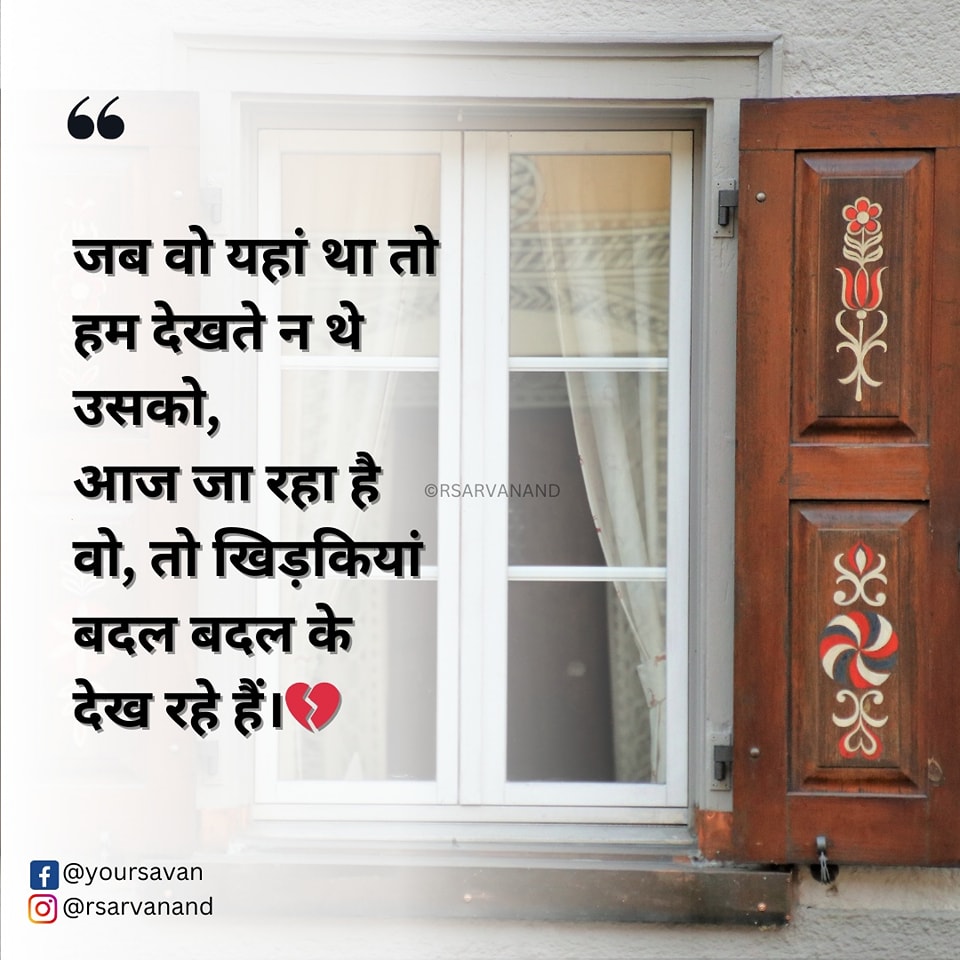 ❝
जब वो यहां था तो
हम देखते न थे
उसको,
आज जा रहा है
वो, तो खिड़कियां
बदल बदल के
देख रहे हैं।💔
©RSARVANAND
@yoursavan
@rsarvanand